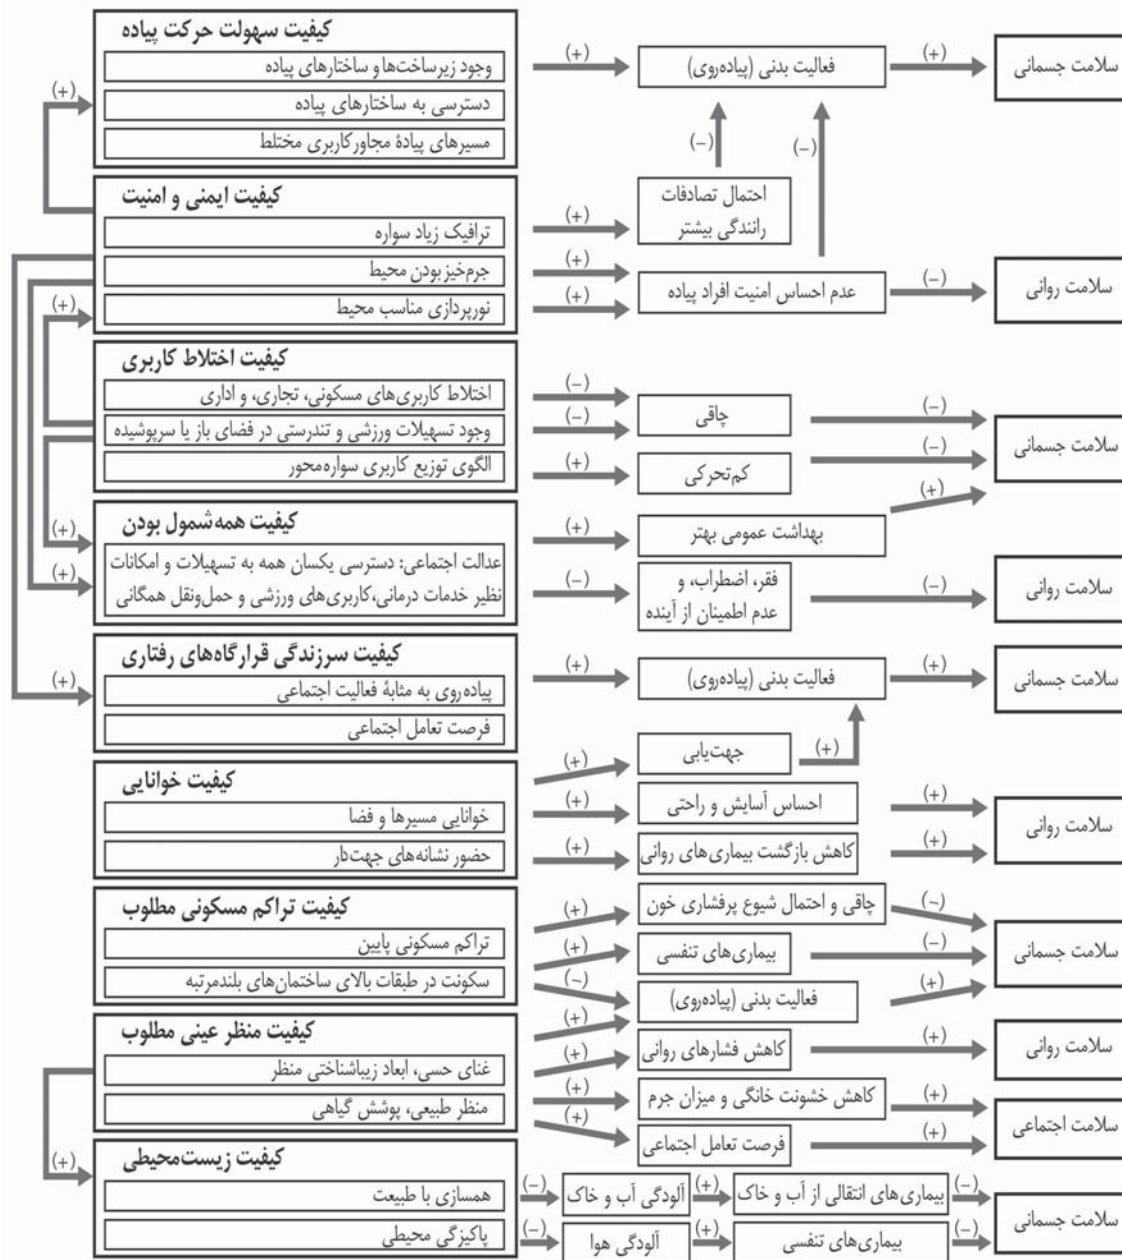 کیفیت سهولت حرکت پیاده
وجود زیرساخت‌ها و ساختارهای پیاده
دسترسی به ساختارهای پیاده
مسیرهای پیادهٔ مجاور کاربری مختلط
(+)
(+)
فعالیت بدنی (پیاده‌روی)
(+)
سلامت جسمانی
(−)
(−)
کیفیت ایمنی و امنیت
ترافیک زیاد سواره
جرم‌خیز بودن محیط
نورپردازی مناسب محیط
(+)
(+)
(+)
(+)
احتمال تصادفات
رانندگی بیشتر
عدم احساس امنیت افراد پیاده
(−)
سلامت روانی
کیفیت اختلاط کاربری
اختلاط کاربری‌های مسکونی، تجاری، و اداری
وجود تسهیلات ورزشی و تندرستی در فضای باز یا سرپوشیده
الگوی توزیع کاربری سواره‌محور
(−)
(−)
(+)
چاقی
کم‌تحرکی
(−)
(−)
(+)
سلامت جسمانی
کیفیت همه‌شمول بودن
عدالت اجتماعی: دسترسی یکسان همه به تسهیلات و امکانات
نظیر خدمات درمانی، کاربری‌های ورزشی و حمل‌ونقل همگانی
(+)
(+)
(+)
(−)
بهداشت عمومی بهتر
فقر، اضطراب، و
عدم اطمینان از آینده
(−)
سلامت روانی
کیفیت سرزندگی قرارگاه‌های رفتاری
پیاده‌روی به مثابهٔ فعالیت اجتماعی
فرصت تعامل اجتماعی
(+)
(+)
فعالیت بدنی (پیاده‌روی)
(+)
سلامت جسمانی
کیفیت خوانایی
خوانایی مسیرها و فضا
حضور نشانه‌های جهت‌دار
(+)
(+)
(+)
جهت‌یابی
(+)
احساس آسایش و راحتی
کاهش بازگشت بیماری‌های روانی
(+)
(+)
سلامت روانی
کیفیت تراکم مسکونی مطلوب
تراکم مسکونی پایین
سکونت در طبقات بالای ساختمان‌های بلندمرتبه
(+)
(+)
(−)
چاقی و احتمال شیوع پرفشاری خون
بیماری‌های تنفسی
فعالیت بدنی (پیاده‌روی)
(−)
(−)
(+)
سلامت جسمانی
کیفیت منظر عینی مطلوب
غنای حسی، ابعاد زیباشناختی منظر
منظر طبیعی، پوشش گیاهی
(+)
(+)
(+)
(+)
کاهش فشارهای روانی
کاهش خشونت خانگی و میزان جرم
فرصت تعامل اجتماعی
(+)
(+)
(+)
سلامت روانی
سلامت اجتماعی
کیفیت زیست‌محیطی
همسازی با طبیعت
پاکیزگی محیطی
(+)
(−)
آلودگی آب و خاک
(+)
بیماری‌های انتقالی از آب و خاک
(−)
(−)
آلودگی هوا
(+)
بیماری‌های تنفسی
(−)
سلامت جسمانی